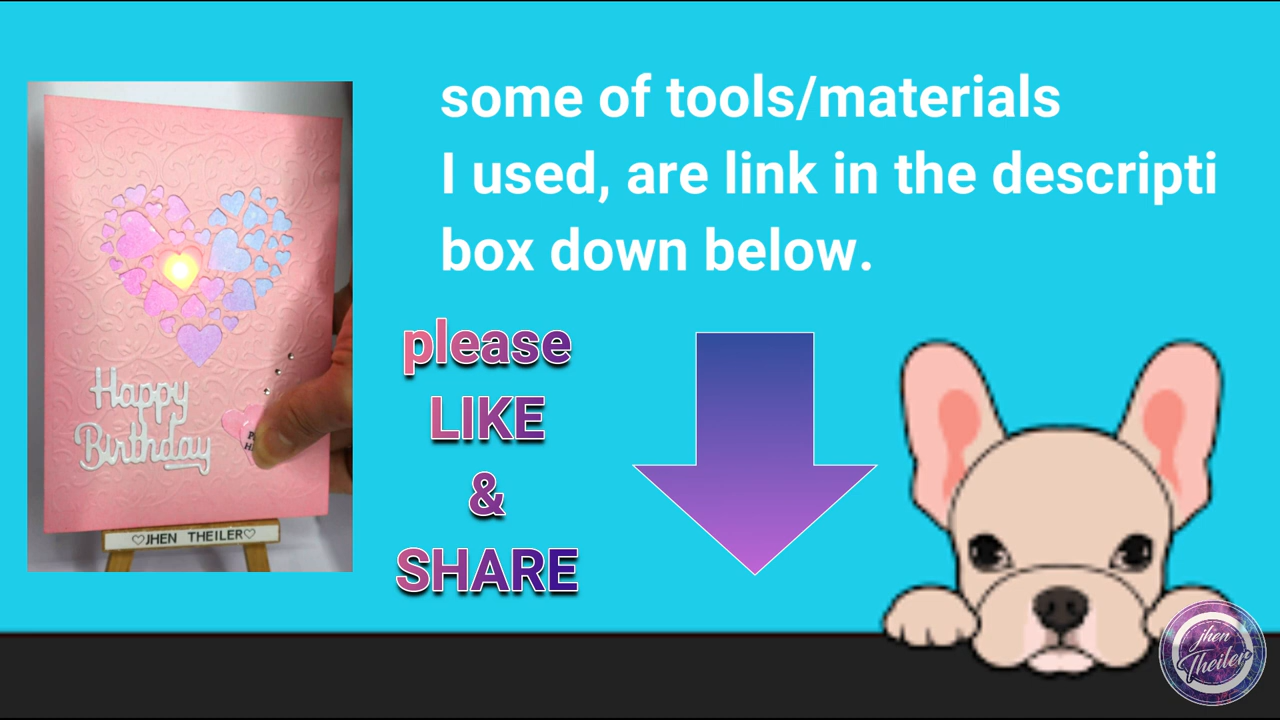 some of tools/materials
I used, are link in the descripti
box down below.
please
LIKE
&
SHARE
Happy
Birthday
♡JHEN THEILER♡
jhen
Theiler